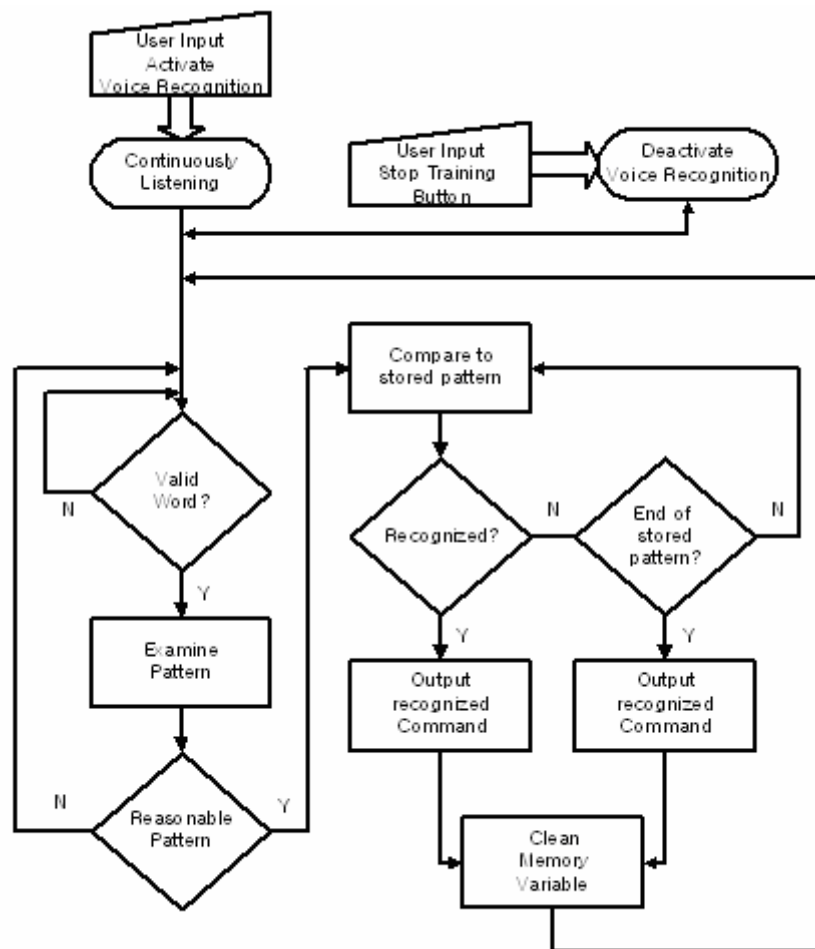 User Input
Activate
Voice Recognition
Continuously
Listening
User Input
Stop Training
Button
Deactivate
Voice Recognition
Compare to
stored pattern
Valid
Word?
N
Y
Recognized?
N
Y
End of
stored
pattern?
N
Y
Examine
Pattern
Output
recognized
Command
Output
recognized
Command
Reasonable
Pattern
N
Y
Clean
Memory
Variable